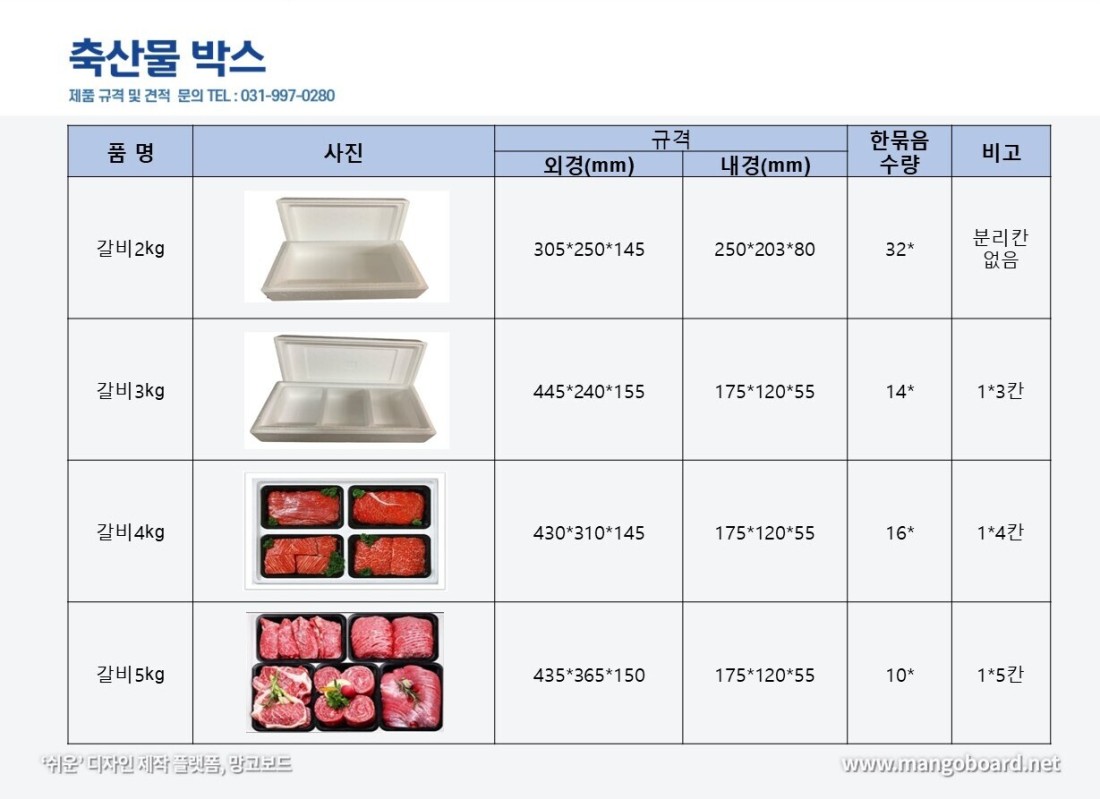 축산물 박스
제품 규격 및 견적 문의 TEL : 031-997-0280
품 명 사진 규격 한묶음 수량 비고
외경(mm) 내경(mm)
갈비2kg 305*250*145 250*203*80 32* 분리칸 없음
갈비3kg 445*240*155 175*120*55 14* 1*3칸
갈비4kg 430*310*145 175*120*55 16* 1*4칸
갈비5kg 435*365*150 175*120*55 10* 1*5칸
'쉬운' 디자인 제작 플랫폼, 망고보드 www.mangoboard.net